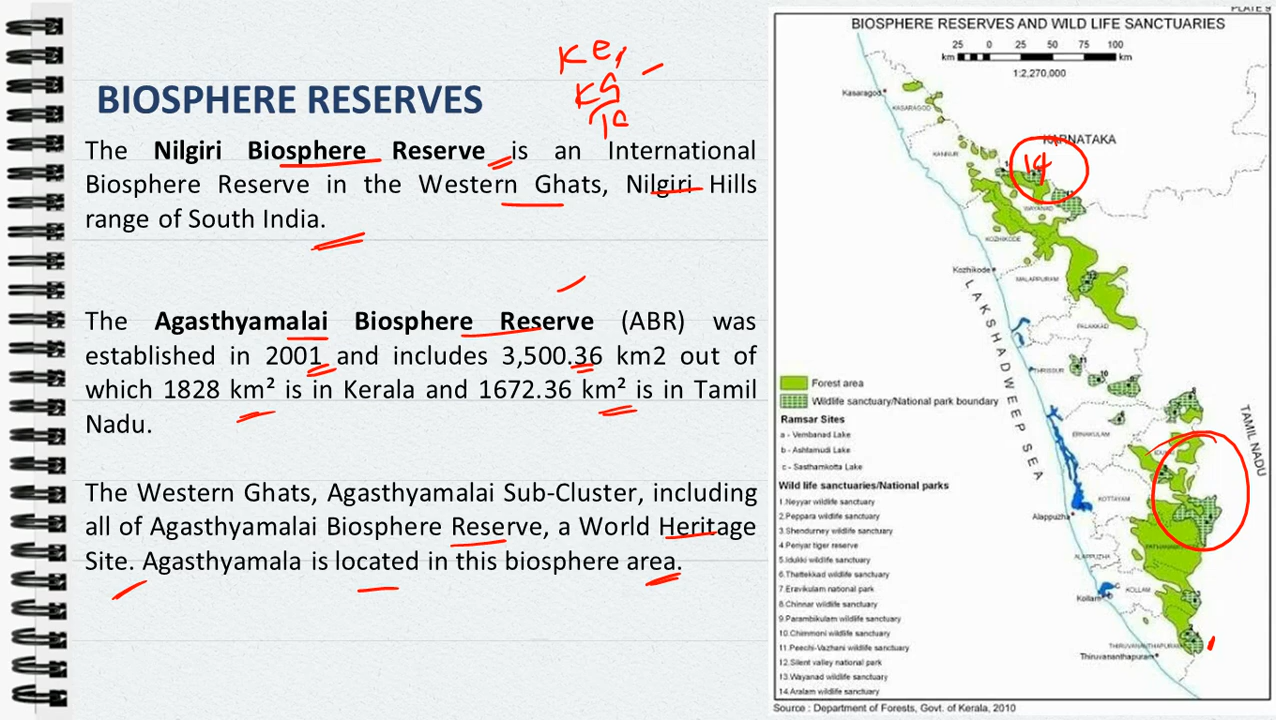 PLATE 9
BIOSPHERE RESERVES AND WILD LIFE SANCTUARIES
25 0 25 50 75 100
km km
1:2,270,000
Ke
KG
BIOSPHERE RESERVES
The Nilgiri Biosphere Reserve is an International
Biosphere Reserve in the Western Ghats, Nilgiri Hills
range of South India.
The Agasthyamalai Biosphere Reserve (ABR) was
established in 2001 and includes 3,500.36 km2 out of
which 1828 km² is in Kerala and 1672.36 km² is in Tamil
Nadu.
The Western Ghats, Agasthyamalai Sub-Cluster, including
all of Agasthyamalai Biosphere Reserve, a World Heritage
Site. Agasthyamala is located in this biosphere area.
Kasaragod
KASARAGOD
KARNATAKA
KANNUR
14
WAYANAD
KOZHIKODE
Kozhikode
MALAPPURAM
LAKSHADWEEP SEA
PALAKKAD
THRISSUR
11
10
8
TAMIL NADU
ERNAKULAM
KOTTAYAM
Alappuzha
ALAPPUZHA
Kollam
KOLLAM
THIRUVANANTHAPURAM
Thiruvananthapuram
Forest area
Wildlife sanctuary/National park boundary
Ramsar Sites
a - Vembanad Lake
b - Ashtamudi Lake
c - Sasthamkotta Lake
Wild life sanctuaries/National parks
1.Neyyar wildlife sanctuary
2.Peppara wildlife sanctuary
3.Shendurney wildlife sanctuary
4.Periyar tiger reserve
5.Idukki wildlife sanctuary
6.Thattekkad wildlife sanctuary
7.Eravikulam national park
8.Chinnar wildlife sanctuary
9.Parambikulam wildlife sanctuary
10.Chimmoni wildlife sanctuary
11.Peechi-Vazhani wildlife sanctuary
12.Silent valley national park
13.Wayanad wildlife sanctuary
14.Aralam wildlife sanctuary
Source : Department of Forests, Govt. of Kerala, 2010